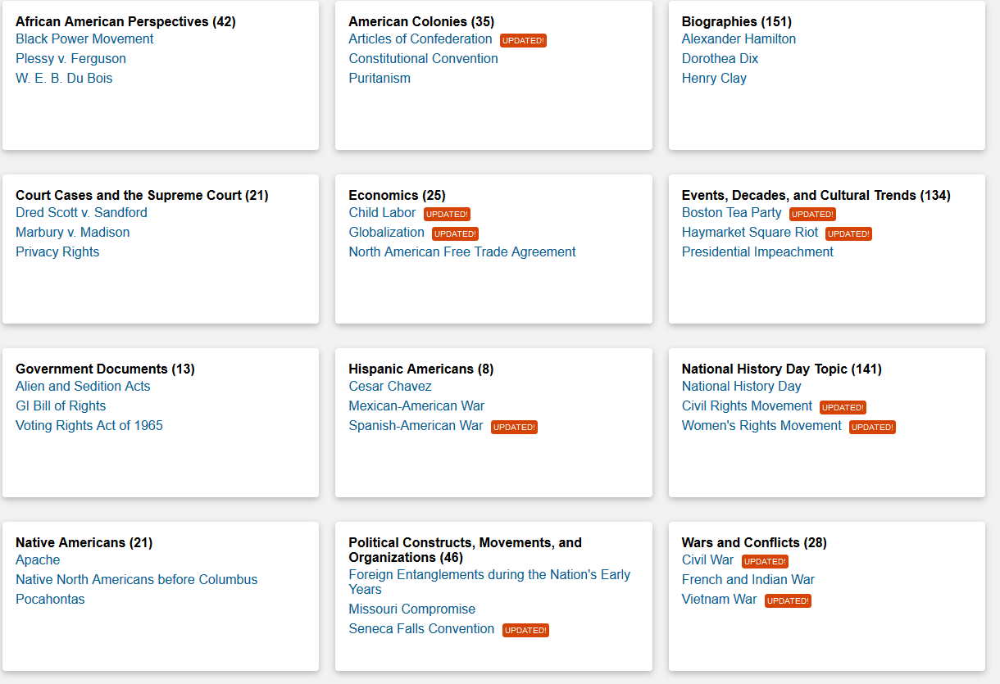 African American Perspectives (42)
Black Power Movement
Plessy v. Ferguson
W. E. B. Du Bois
American Colonies (35)
Articles of Confederation UPDATED!
Constitutional Convention
Puritanism
Biographies (151)
Alexander Hamilton
Dorothea Dix
Henry Clay
Court Cases and the Supreme Court (21)
Dred Scott v. Sandford
Marbury v. Madison
Privacy Rights
Economics (25)
Child Labor UPDATED!
Globalization UPDATED!
North American Free Trade Agreement
Events, Decades, and Cultural Trends (134)
Boston Tea Party UPDATED!
Haymarket Square Riot UPDATED!
Presidential Impeachment
Government Documents (13)
Alien and Sedition Acts
GI Bill of Rights
Voting Rights Act of 1965
Hispanic Americans (8)
Cesar Chavez
Mexican-American War
Spanish-American War UPDATED!
National History Day Topic (141)
National History Day
Civil Rights Movement UPDATED!
Women's Rights Movement UPDATED!
Native Americans (21)
Apache
Native North Americans before Columbus
Pocahontas
Political Constructs, Movements, and
Organizations (46)
Foreign Entanglements during the Nation's Early
Years
Missouri Compromise
Seneca Falls Convention UPDATED!
Wars and Conflicts (28)
Civil War UPDATED!
French and Indian War
Vietnam War UPDATED!